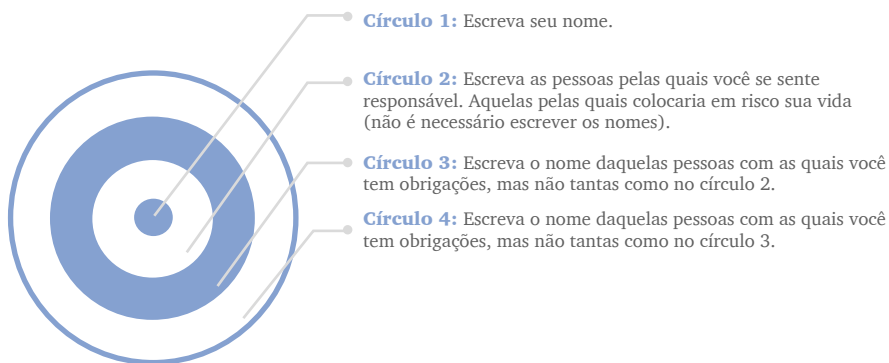 Círculo 1: Escreva seu nome.
Círculo 2: Escreva as pessoas pelas quais você se sente
responsável. Aquelas pelas quais colocaria em risco sua vida
(não é necessário escrever os nomes).
Círculo 3: Escreva o nome daquelas pessoas com as quais você
tem obrigações, mas não tantas como no círculo 2.
Círculo 4: Escreva o nome daquelas pessoas com as quais você
tem obrigações, mas não tantas como no círculo 3.